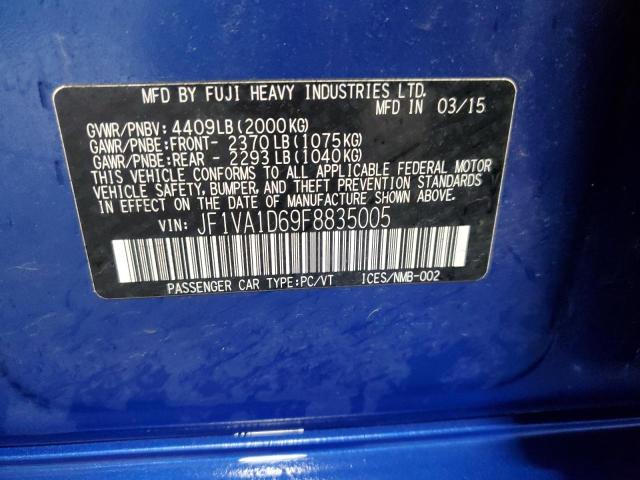 MFD BY FUJI HEAVY INDUSTRIES LTD.
MFD IN 03/15
GVWR/PNBV: 4409LB(2000KG)
GAWR/PNBE:FRONT- 2370LB(1075KG)
GAWR/PNBE:REAR - 2293LB(1040KG)
THIS VEHICLE CONFORMS TO ALL APPLICABLE FEDERAL MOTOR
VEHICLE SAFETY, BUMPER, AND THEFT PREVENTION STANDARDS
IN EFFECT ON THE DATE OF MANUFACTURE SHOWN ABOVE.
VIN: JF1VA1D69F8835005
PASSENGER CAR TYPE:PC/VT ICES/NMB-002